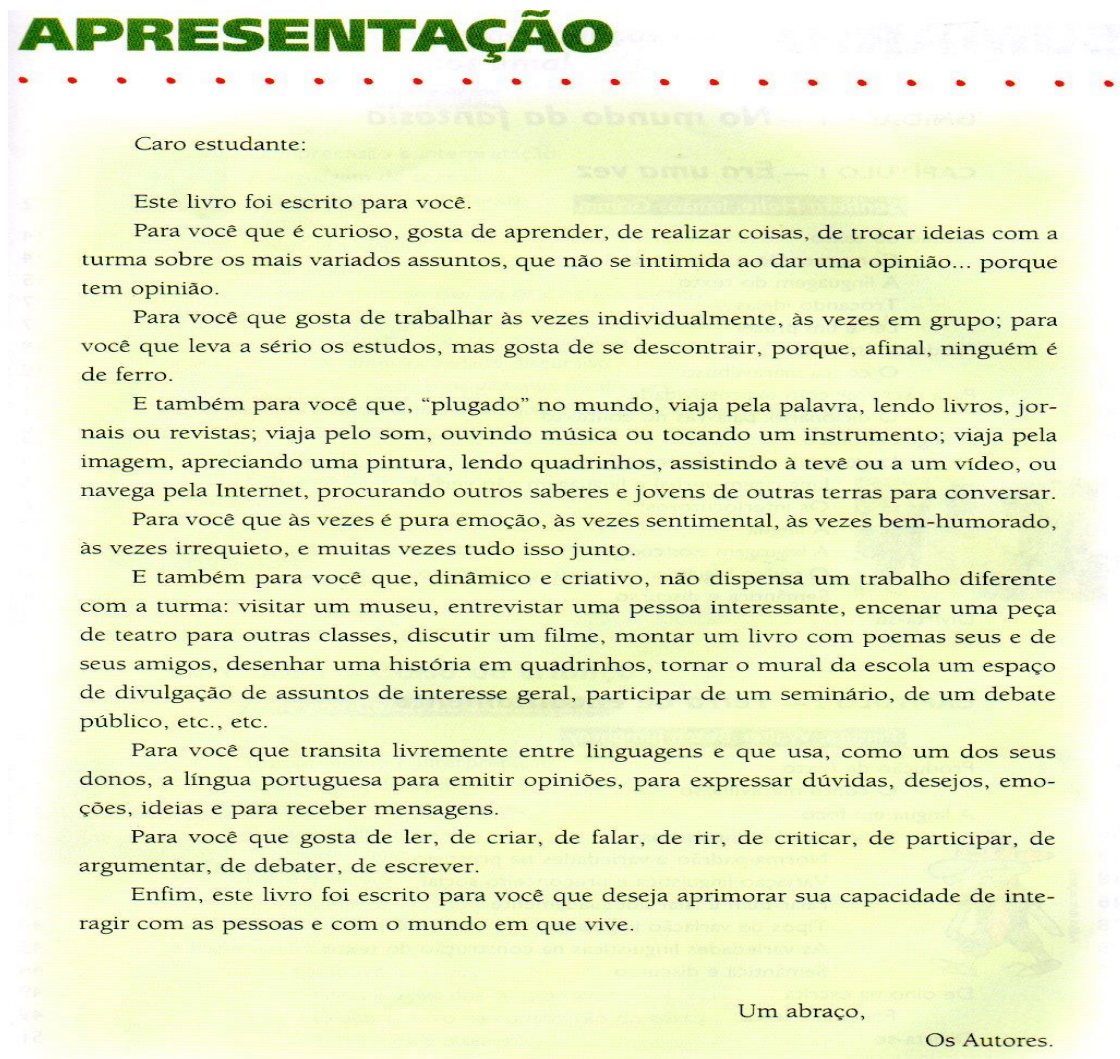 APRESENTAÇÃO
Caro estudante:
Este livro foi escrito para você.
Para você que é curioso, gosta de aprender, de realizar coisas, de trocar ideias com a
turma sobre os mais variados assuntos, que não se intimida ao dar uma opinião... porque
tem opinião.
Para você que gosta de trabalhar às vezes individualmente, às vezes em grupo; para
você que leva a sério os estudos, mas gosta de se descontrair, porque, afinal, ninguém é
de ferro.
E também para você que, “plugado” no mundo, viaja pela palavra, lendo livros, jor-
nais ou revistas; viaja pelo som, ouvindo música ou tocando um instrumento; viaja pela
imagem, apreciando uma pintura, lendo quadrinhos, assistindo à tevê ou a um vídeo, ou
navega pela Internet, procurando outros saberes e jovens de outras terras para conversar.
Para você que às vezes é pura emoção, às vezes sentimental, às vezes bem-humorado,
às vezes irrequieto, e muitas vezes tudo isso junto.
E também para você que, dinâmico e criativo, não dispensa um trabalho diferente
com a turma: visitar um museu, entrevistar uma pessoa interessante, encenar uma peça
de teatro para outras classes, discutir um filme, montar um livro com poemas seus e de
seus amigos, desenhar uma história em quadrinhos, tornar o mural da escola um espaço
de divulgação de assuntos de interesse geral, participar de um seminário, de um debate
público, etc., etc.
Para você que transita livremente entre linguagens e que usa, como um dos seus
donos, a língua portuguesa para emitir opiniões, para expressar dúvidas, desejos, emo-
ções, ideias e para receber mensagens.
Para você que gosta de ler, de criar, de falar, de rir, de criticar, de participar, de
argumentar, de debater, de escrever.
Enfim, este livro foi escrito para você que deseja aprimorar sua capacidade de inte-
ragir com as pessoas e com o mundo em que vive.
Um abraço,
Os Autores.